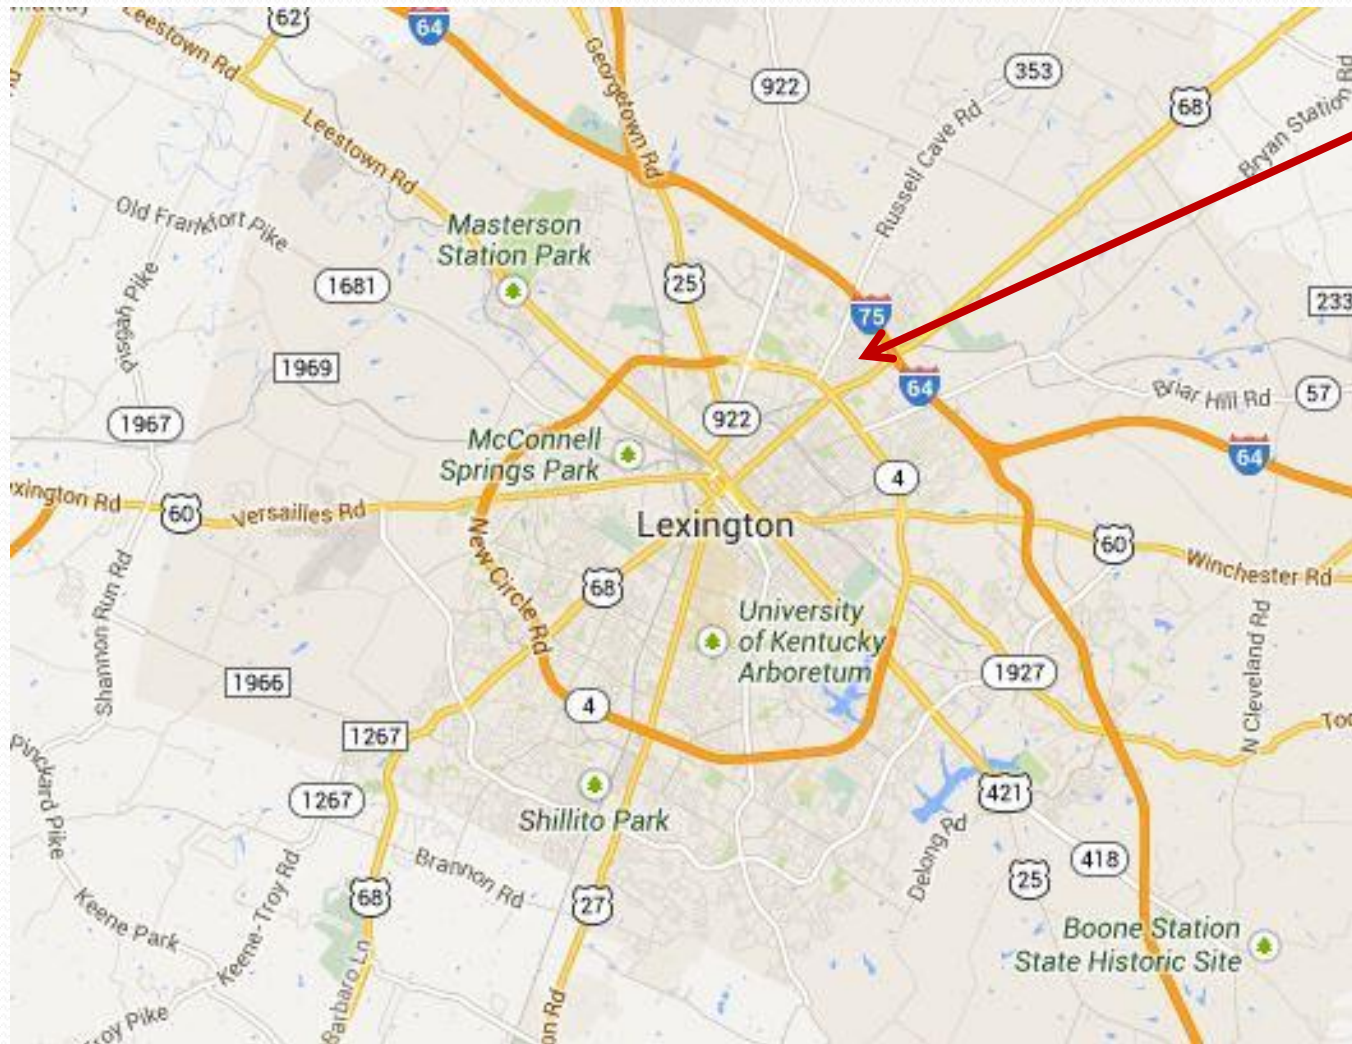 62
64
Leestown Rd
Georgetown Rd
922
353
68
Bryan Station Rd
Leestown Rd
Russell Cave Rd
Old Frankfort Pike
Masterson
Station Park
1681
25
75
233
Pisgah Pike
1969
64
Briar Hill Rd
57
1967
922
McConnell
Springs Park
64
4
60
Versailles Rd
Lexington
60
Winchester Rd
New Circle Rd
68
Shannon Run Rd
University
of Kentucky
Arboretum
N Cleveland Rd
1966
1927
4
1267
Pinckard Pike
1267
Shillito Park
421
Delong Rd
418
Brannon Rd
68
27
25
Keene-Troy Rd
Keene Park
Boone Station
State Historic Site
Barbaro Ln